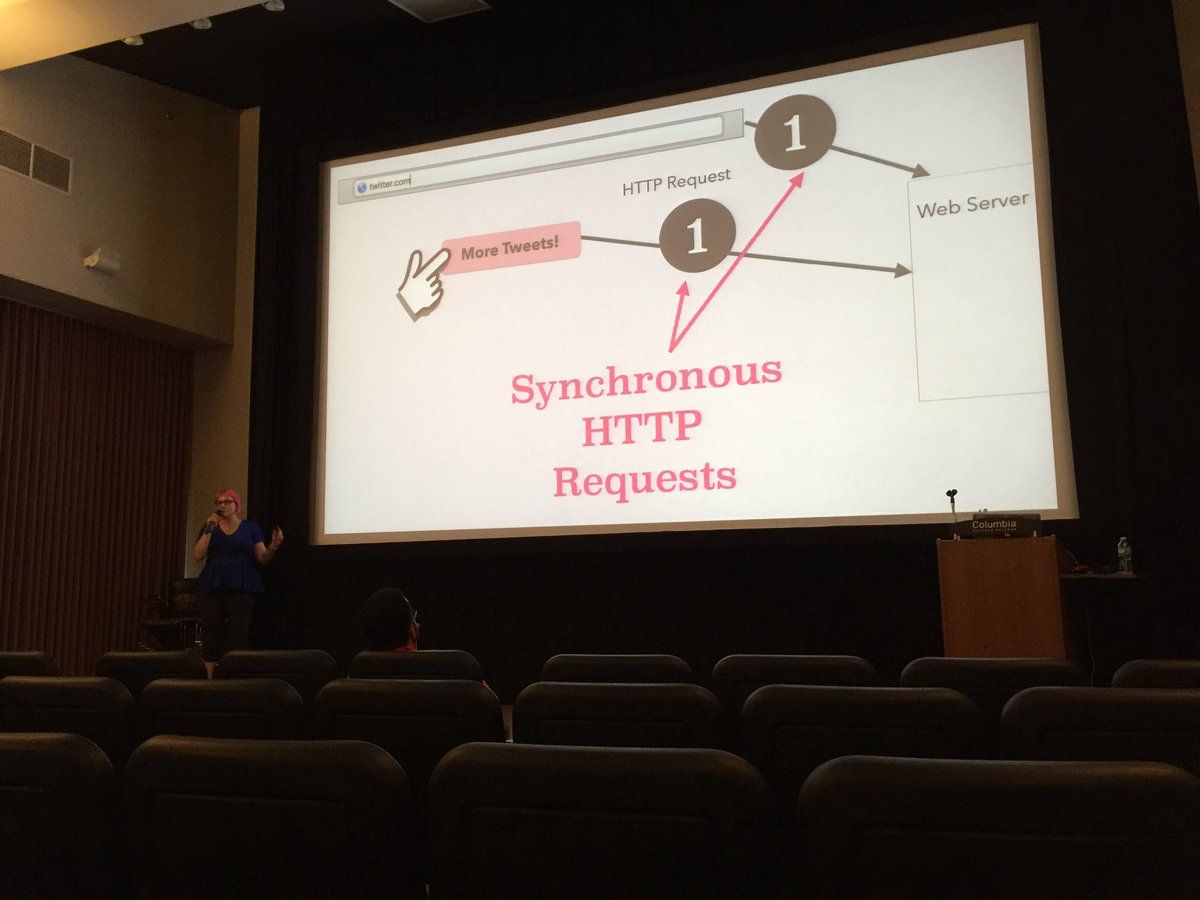 twitter.com
1
HTTP Request
1
Web Server
More Tweets!
Synchronous
HTTP
Requests
Columbia